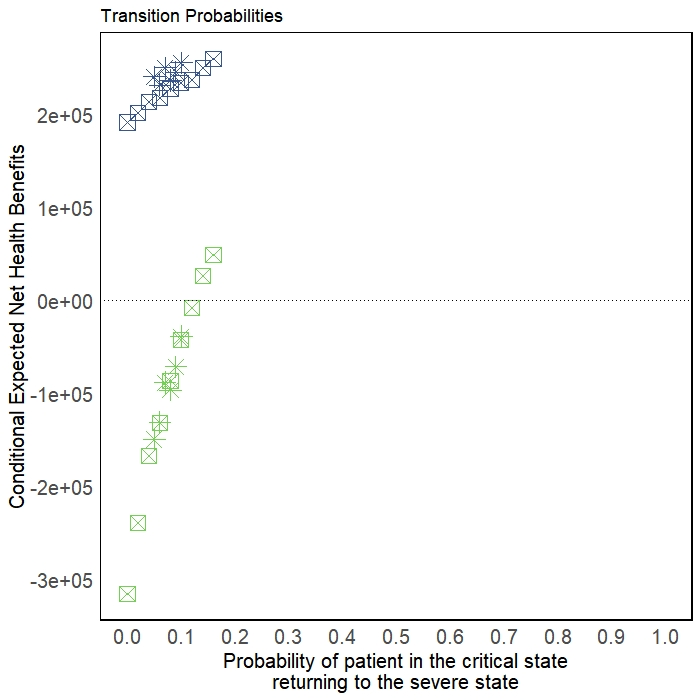 Transition Probabilities
Conditional Expected Net Health Benefits
2e+05
1e+05
0e+00
-1e+05
-2e+05
-3e+05
0.0 0.1 0.2 0.3 0.4 0.5 0.6 0.7 0.8 0.9 1.0
Probability of patient in the critical state
returning to the severe state